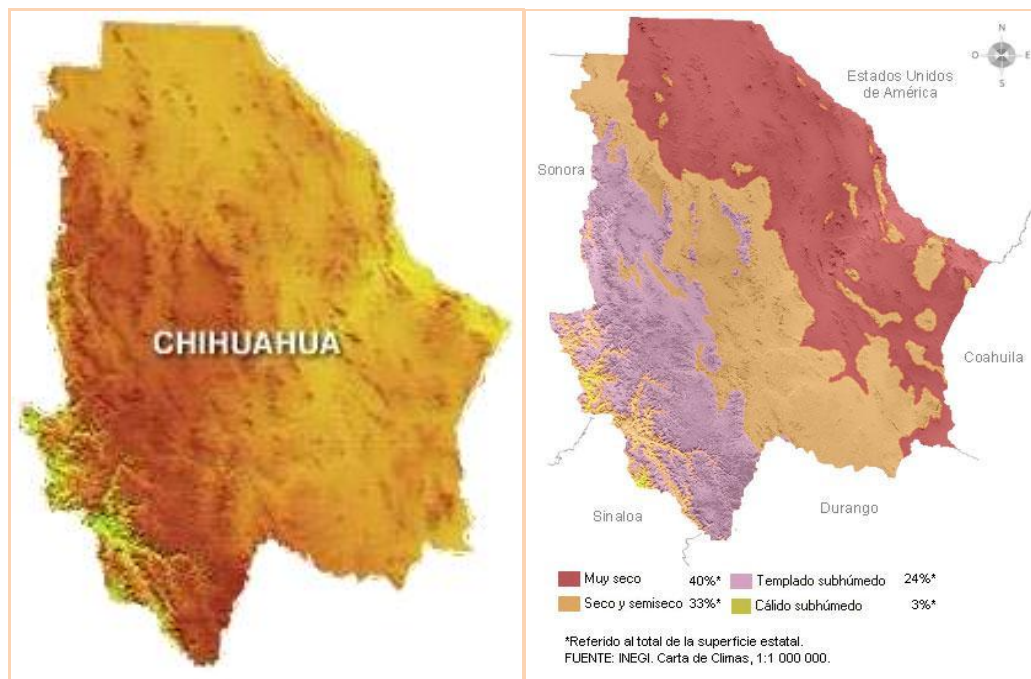 CHIHUAHUA
N
O E
S
Estados Unidos
de América
Sonora
Coahuila
Durango
Sinaloa
Muy seco 40%* Templado subhúmedo 24%*
Seco y semiseco 33%* Cálido subhúmedo 3%*
*Referido al total de la superficie estatal.
FUENTE: INEGI. Carta de Climas, 1:1 000 000.